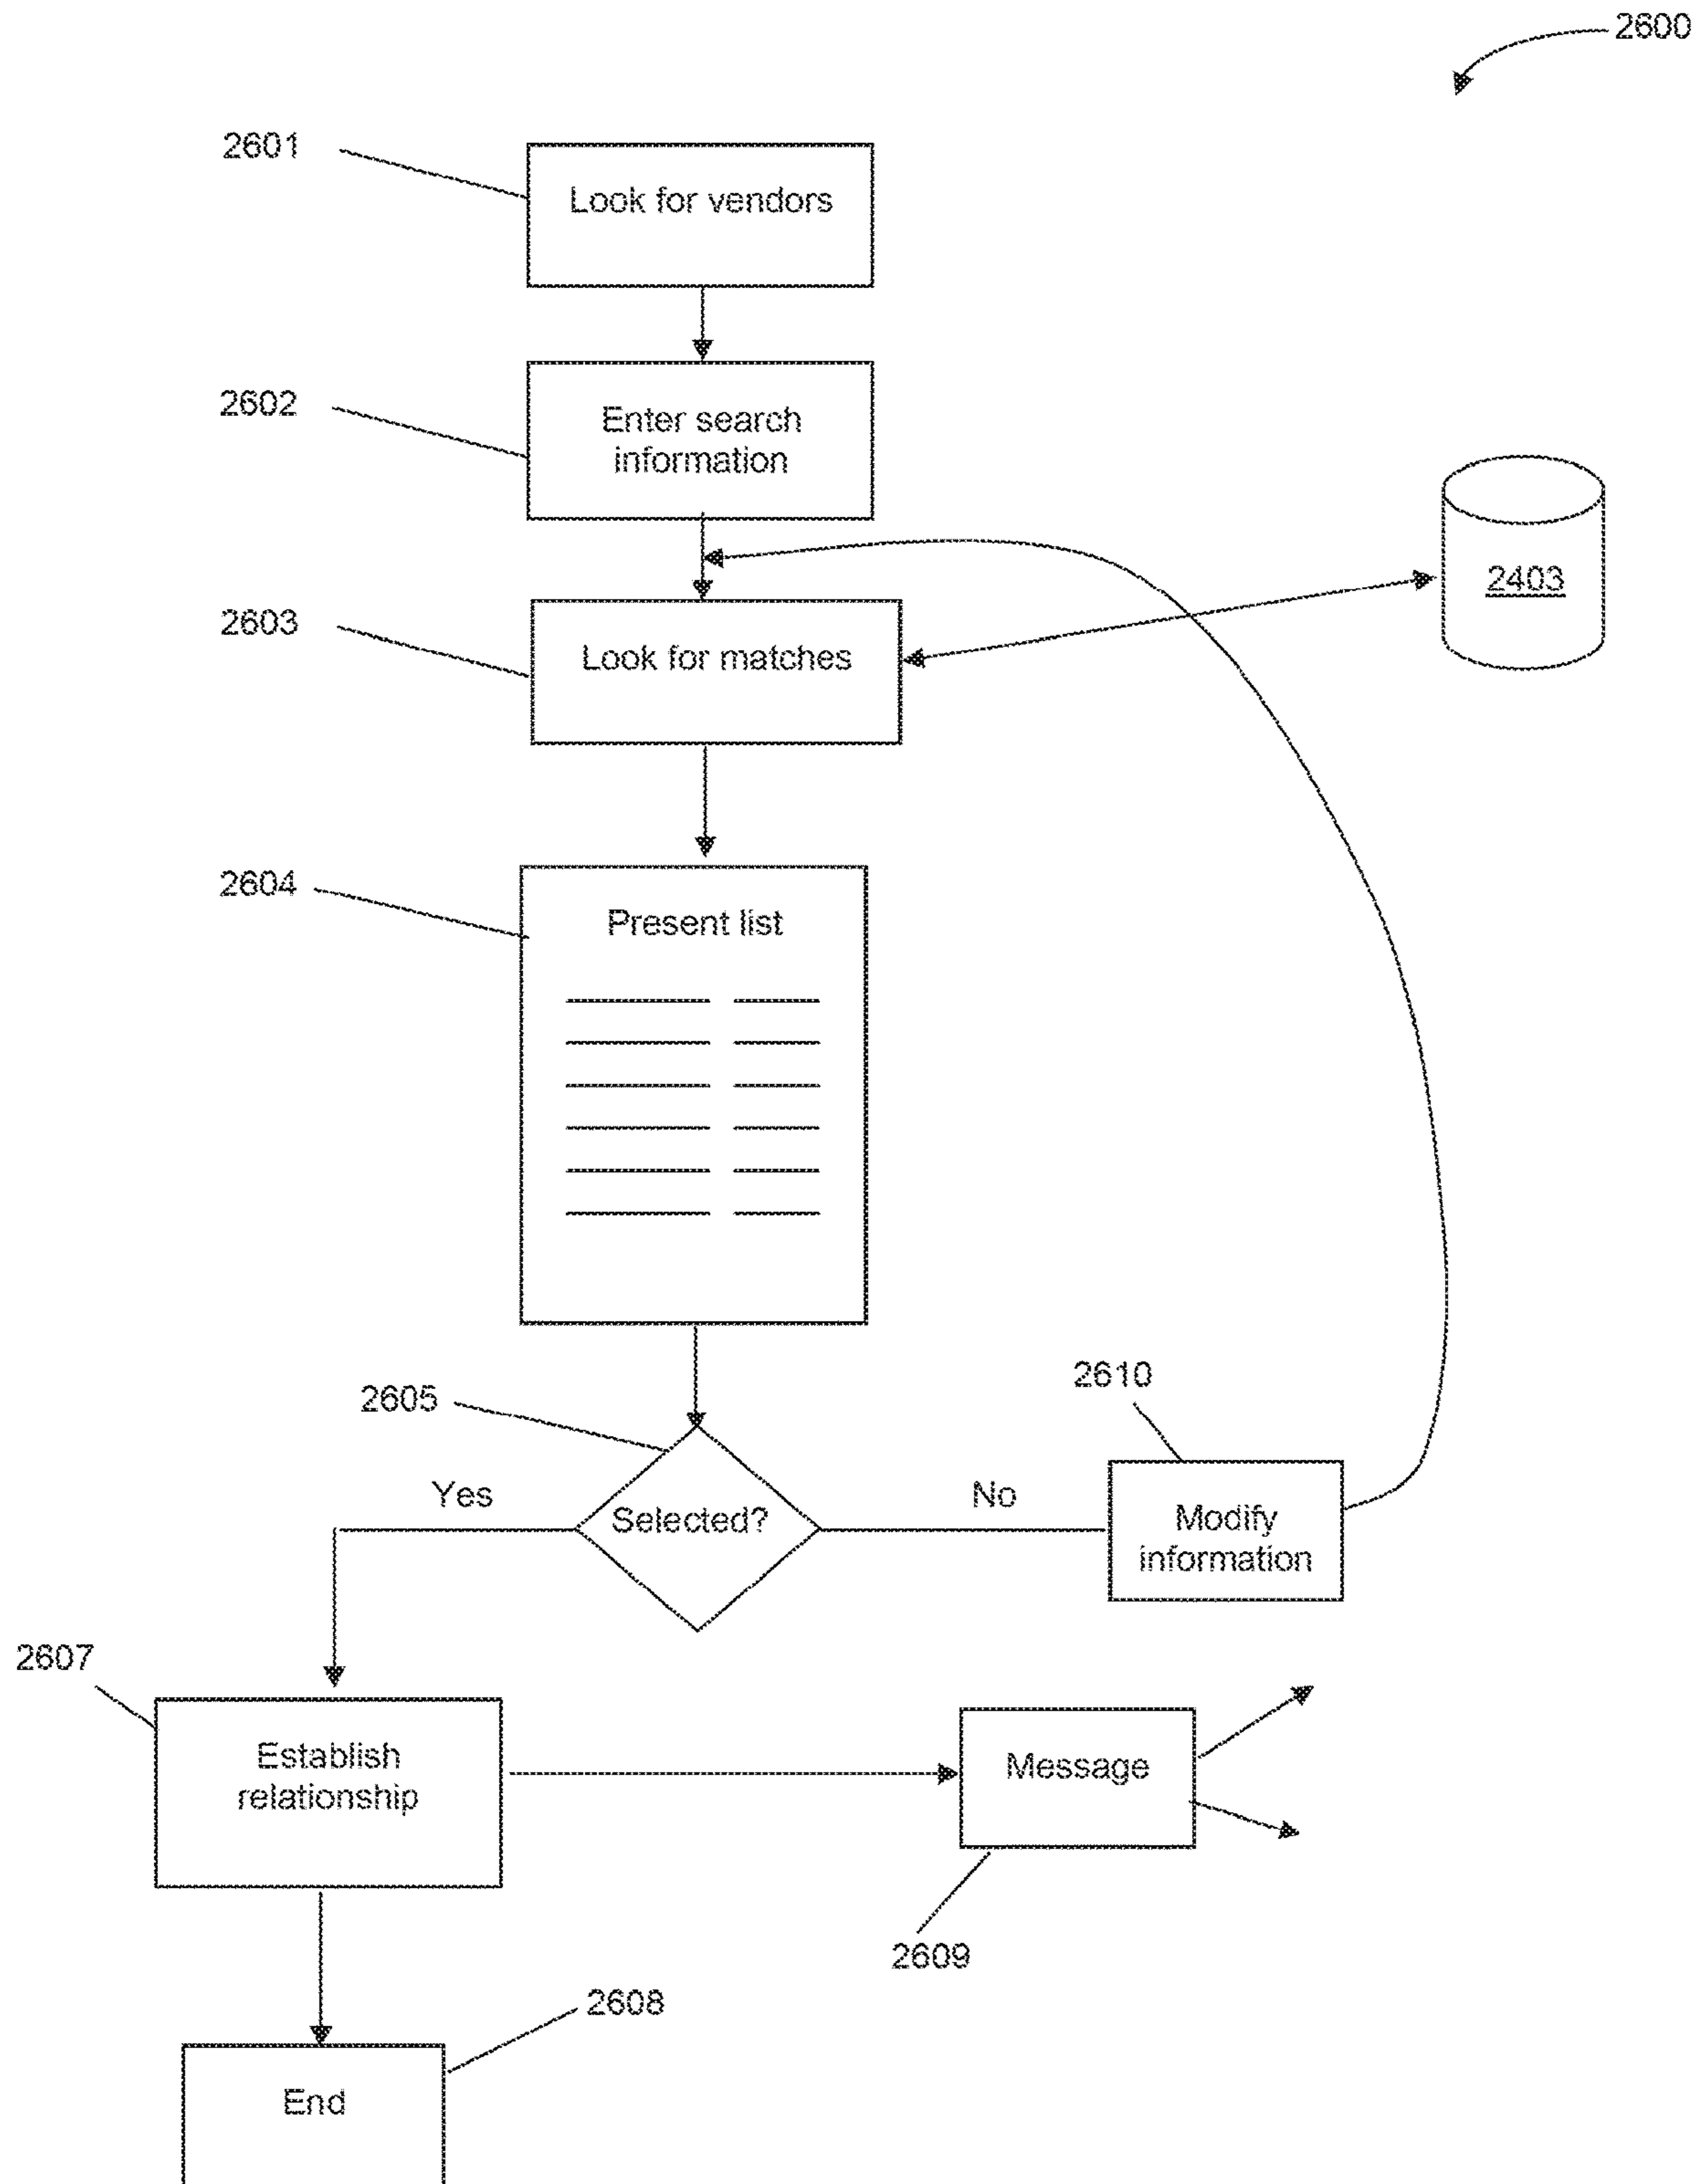 2600
2601
Look for vendors
2602
Enter search
information
2403
2603
Look for matches
2604
Present list
2605
2610
Yes
No
Selected?
Modify
information
2607
Establish
relationship
Message
2609
2608
End